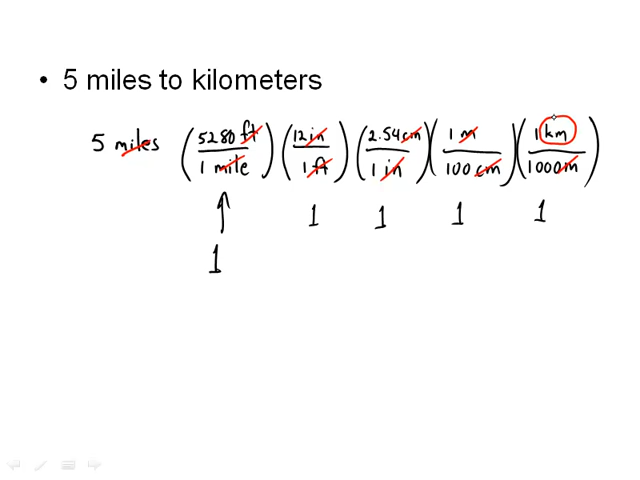 • 5 miles to kilometers
5 miles (5280 ft / 1 mile) (12 in / 1 ft) (2.54 cm / 1 in) (1 m / 100 cm) (1 km / 1000 m)
↑ 1 1 1 1
1